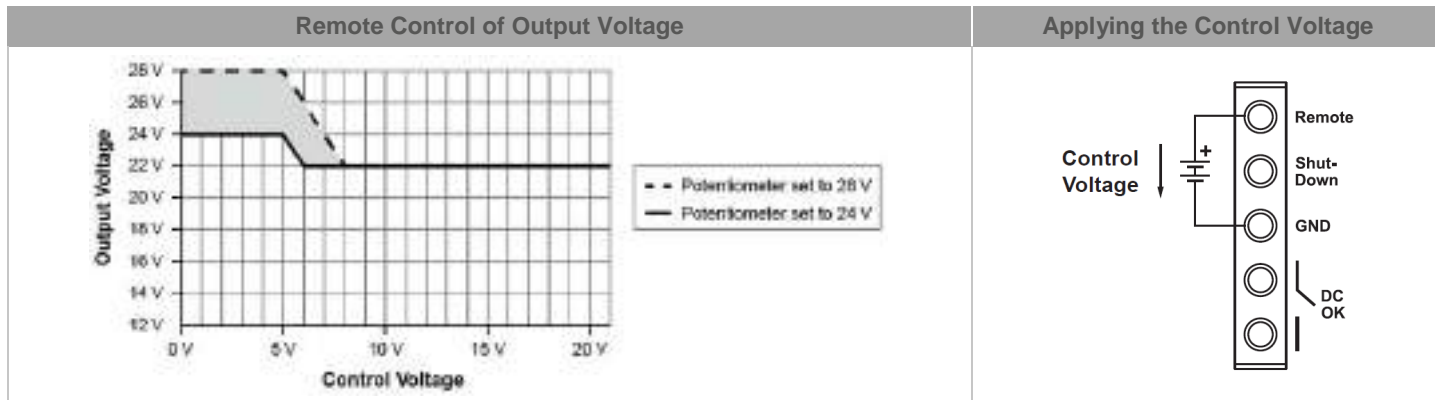 Remote Control of Output Voltage
Applying the Control Voltage
28 V
26 V
24 V
22 V
20 V
18 V
16 V
14 V
12 V
Output Voltage
0 V
5 V
10 V
15 V
20 V
Control Voltage
Potentiometer set to 28 V
Potentiometer set to 24 V
Control
Voltage
+
Remote
Shut-
Down
GND
DC
OK